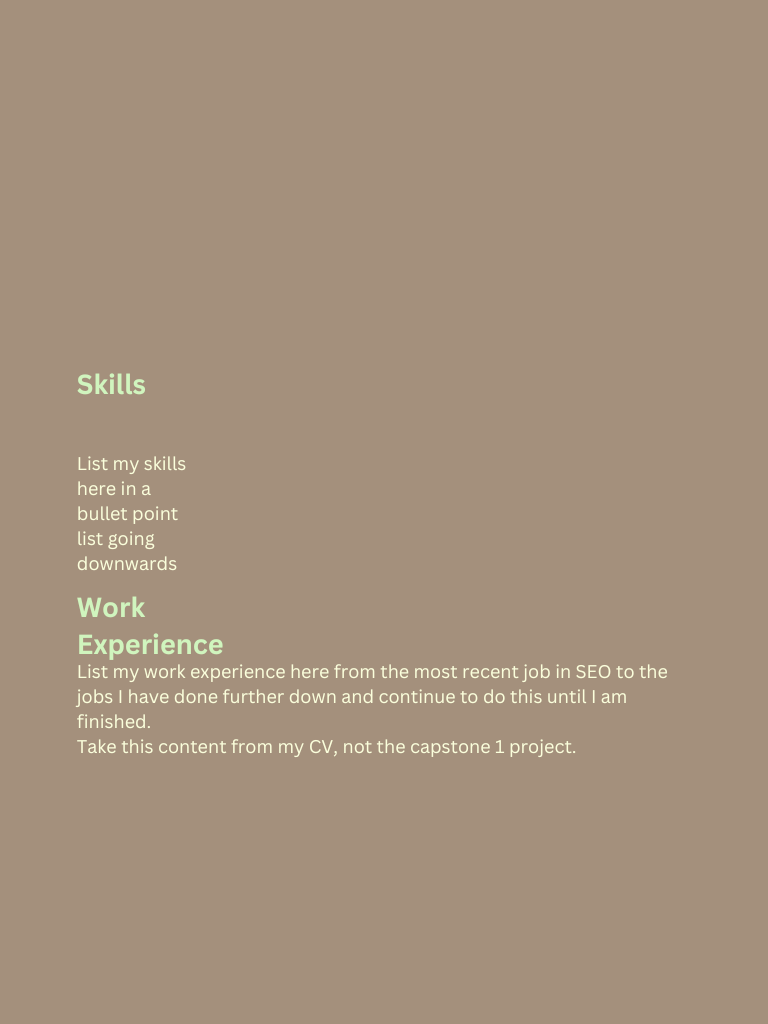 Skills
List my skills
here in a
bullet point
list going
downwards
Work
Experience
List my work experience here from the most recent job in SEO to the
jobs I have done further down and continue to do this until I am
finished.
Take this content from my CV, not the capstone 1 project.